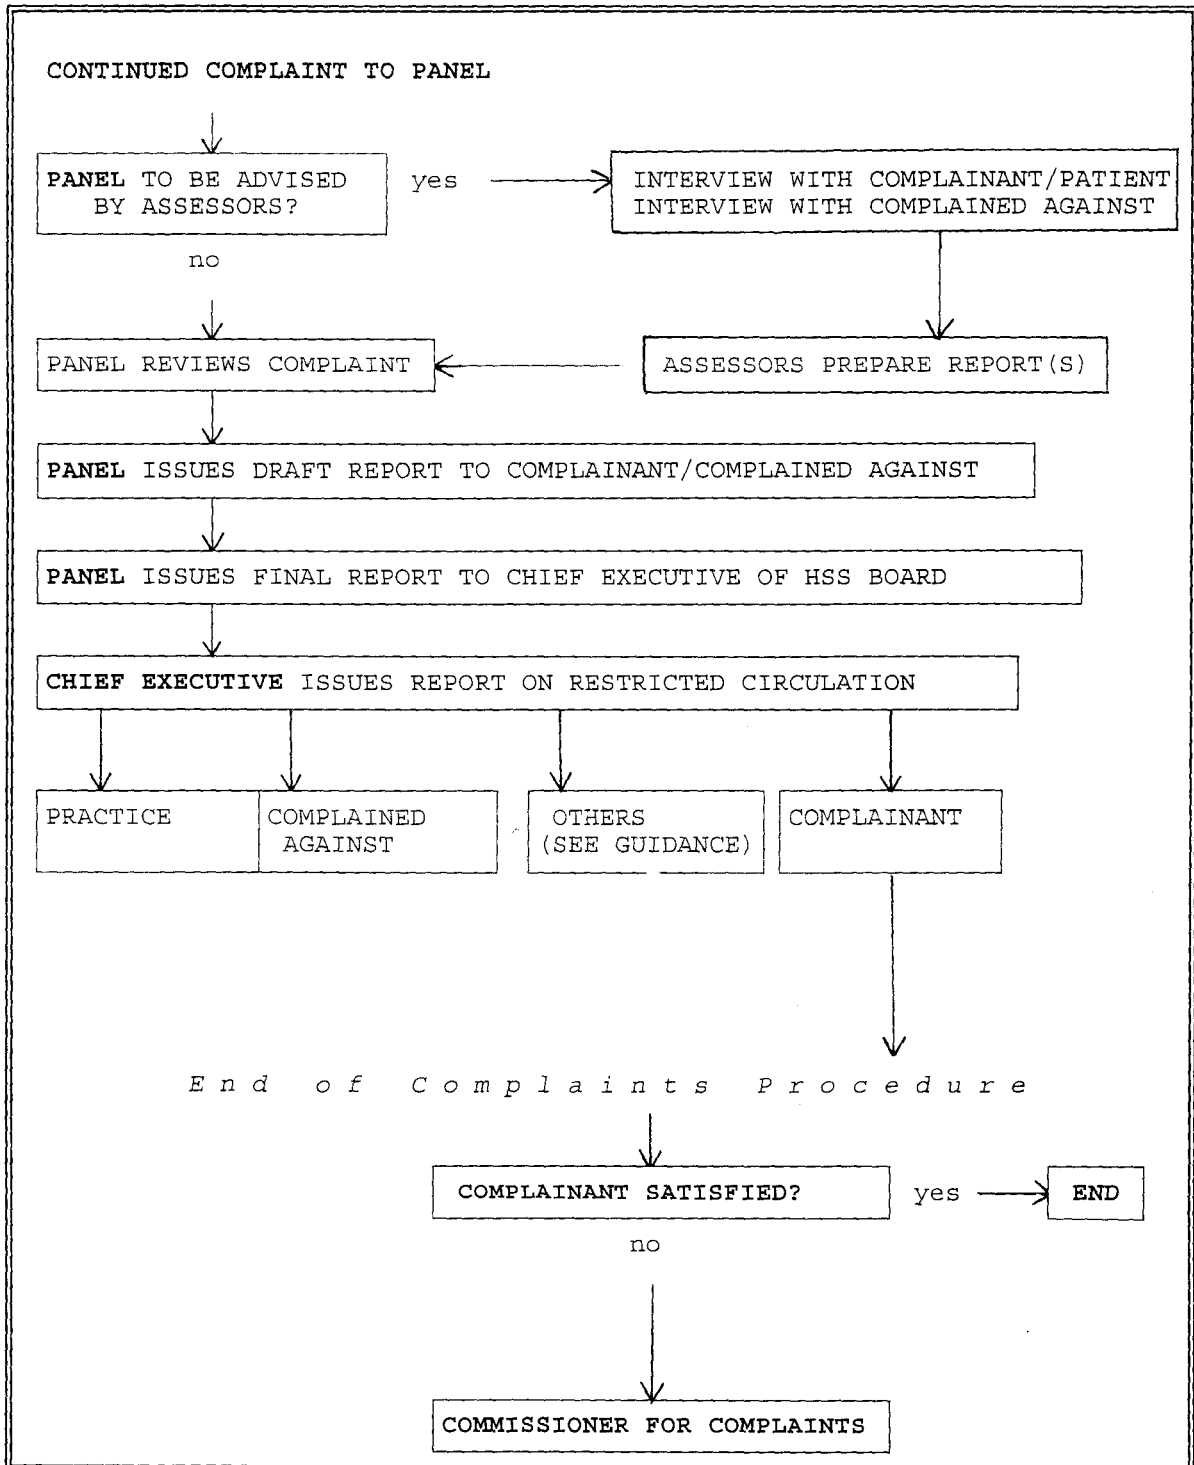 CONTINUED COMPLAINT TO PANEL
PANEL TO BE ADVISED
BY ASSESSORS?
yes
INTERVIEW WITH COMPLAINANT/PATIENT
INTERVIEW WITH COMPLAINED AGAINST
no
PANEL REVIEWS COMPLAINT
ASSESSORS PREPARE REPORT(S)
PANEL ISSUES DRAFT REPORT TO COMPLAINANT/COMPLAINED AGAINST
PANEL ISSUES FINAL REPORT TO CHIEF EXECUTIVE OF HSS BOARD
CHIEF EXECUTIVE ISSUES REPORT ON RESTRICTED CIRCULATION
PRACTICE
COMPLAINED
AGAINST
OTHERS
(SEE GUIDANCE)
COMPLAINANT
End of Complaints Procedure
COMPLAINANT SATISFIED?
yes
END
no
COMMISSIONER FOR COMPLAINTS